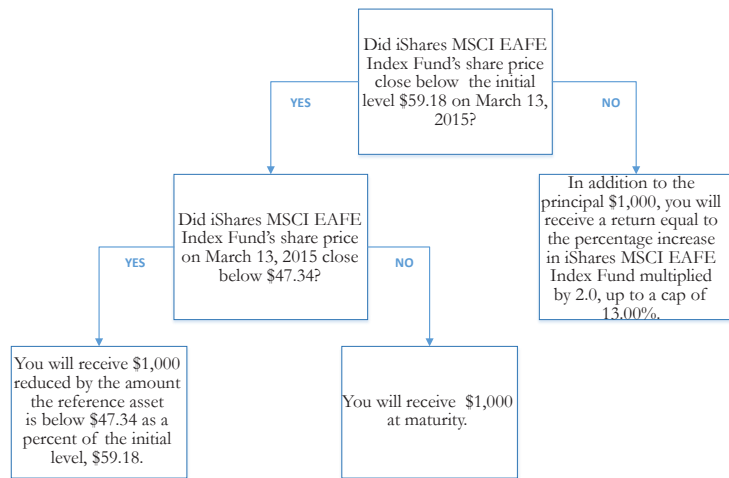 Did iShares MSCI EAFE
Index Fund's share price
close below the initial
level $59.18 on March 13,
2015?
YES
NO
Did iShares MSCI EAFE
Index Fund's share price
on March 13, 2015 close
below $47.34?
In addition to the
principal $1,000, you will
receive a return equal to
the percentage increase
in iShares MSCI EAFE
Index Fund multiplied
by 2.0, up to a cap of
13.00%.
YES
NO
You will receive $1,000
reduced by the amount
the reference asset
is below $47.34 as a
percent of the initial
level, $59.18.
You will receive $1,000
at maturity.